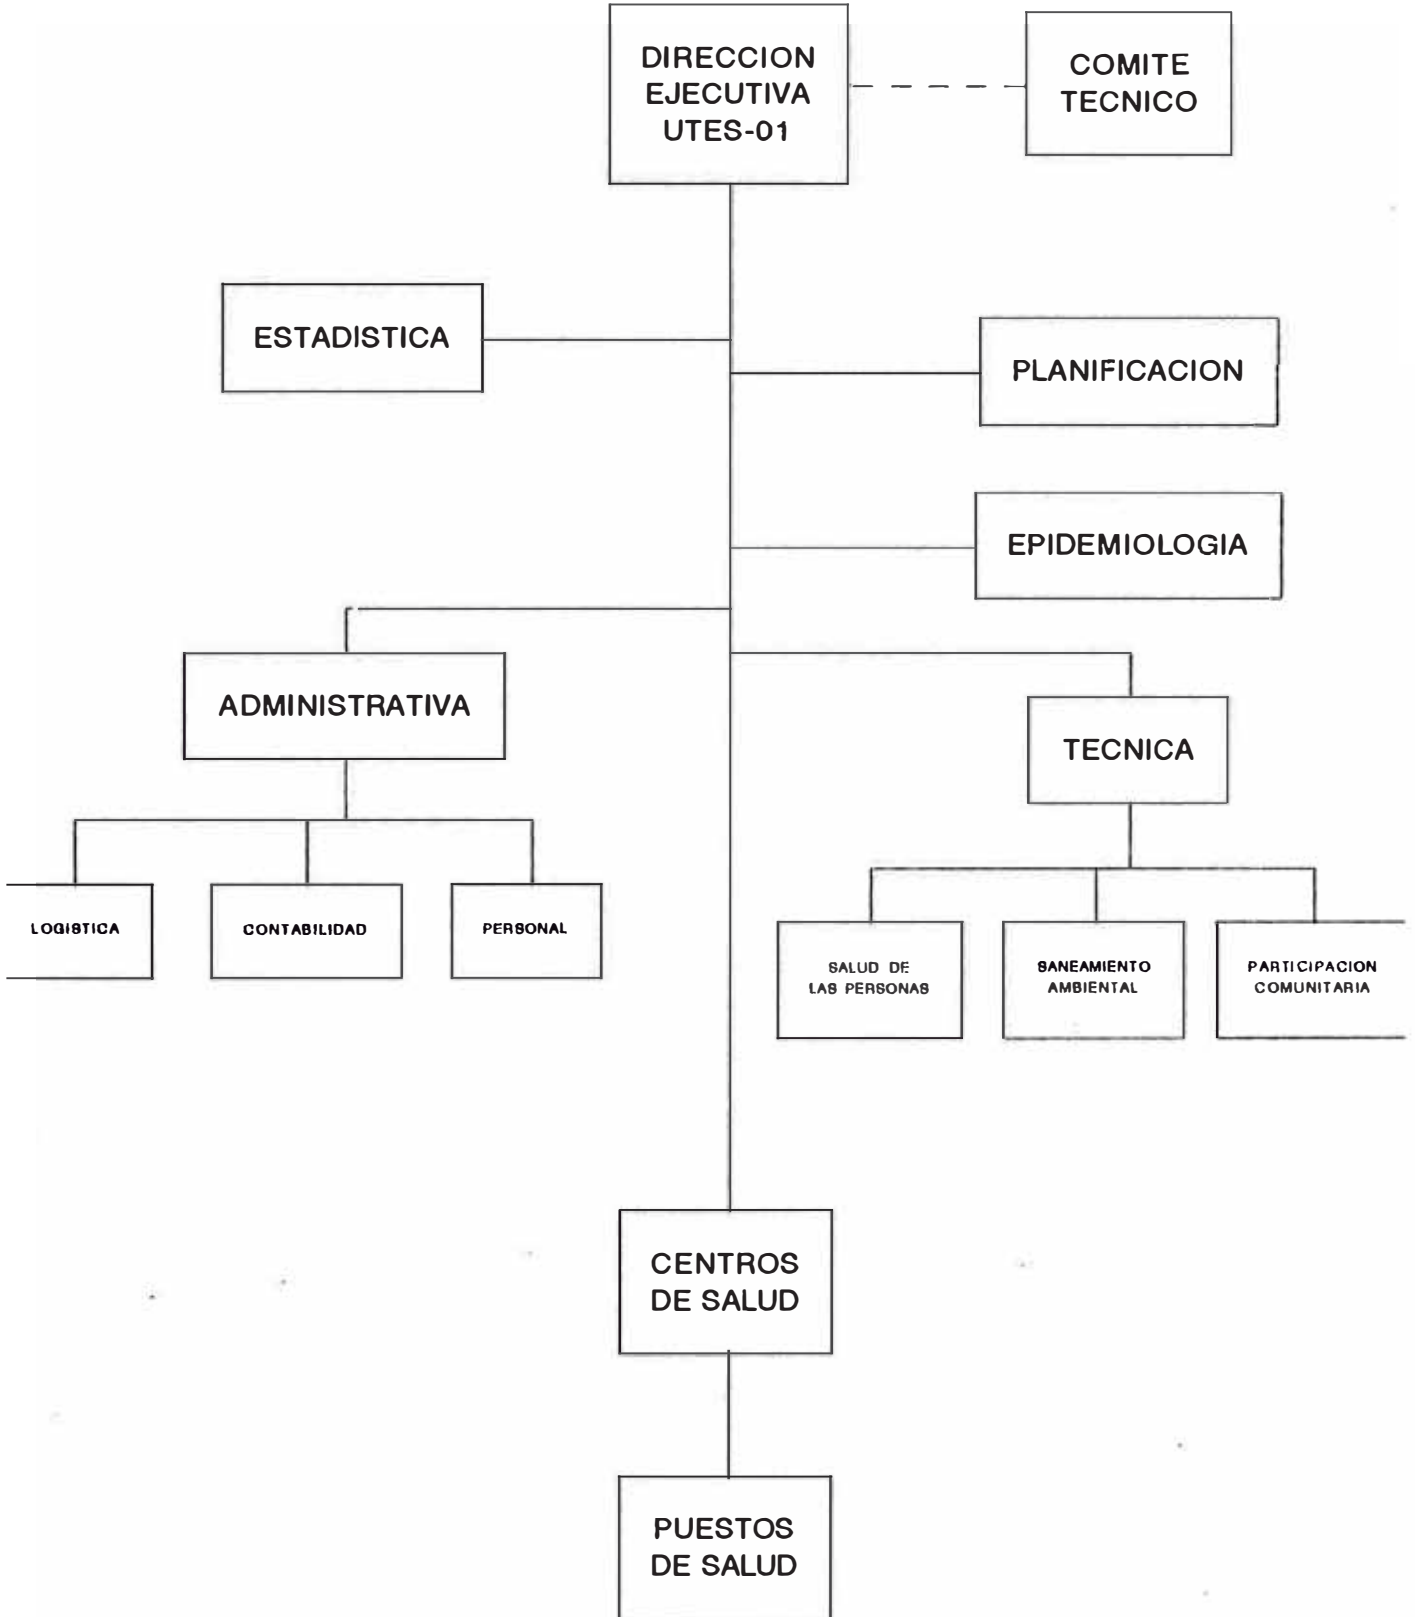 DIRECCION
EJECUTIVA
UTES-01
COMITE
TECNICO
ESTADISTICA
PLANIFICACION
EPIDEMIOLOGIA
ADMINISTRATIVA
TECNICA
LOGISTICA
CONTABILIDAD
PERSONAL
SALUD DE
LAS PERSONAS
SANEAMIENTO
AMBIENTAL
PARTICIPACION
COMUNITARIA
CENTROS
DE SALUD
PUESTOS
DE SALUD